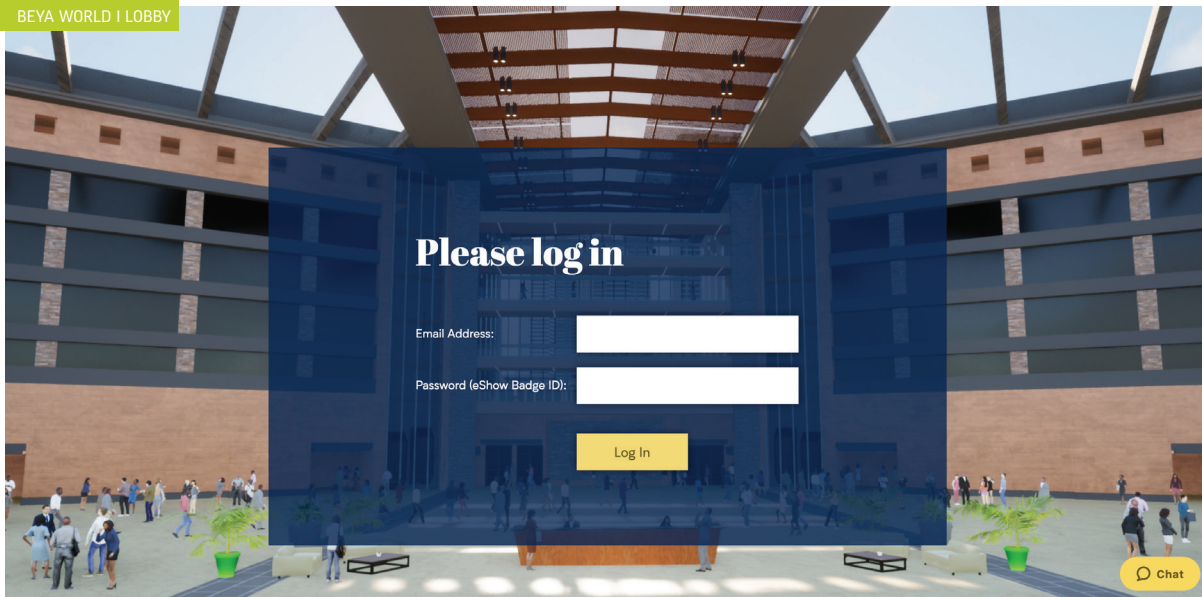 BEYA WORLD I LOBBY
Please log in
Email Address:
Password (eShow Badge ID):
Log In
Chat